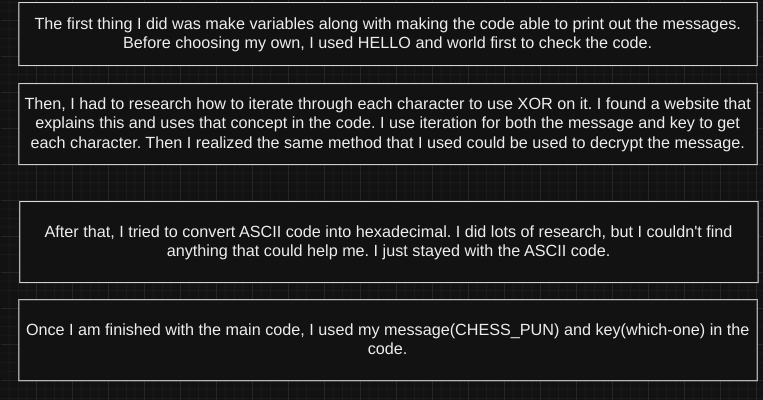 The first thing I did was make variables along with making the code able to print out the messages.
Before choosing my own, I used HELLO and world first to check the code.
Then, I had to research how to iterate through each character to use XOR on it. I found a website that
explains this and uses that concept in the code. I use iteration for both the message and key to get
each character. Then I realized the same method that I used could be used to decrypt the message.
After that, I tried to convert ASCII code into hexadecimal. I did lots of research, but I couldn't find
anything that could help me. I just stayed with the ASCII code.
Once I am finished with the main code, I used my message(CHESS_PUN) and key(which-one) in the
code.